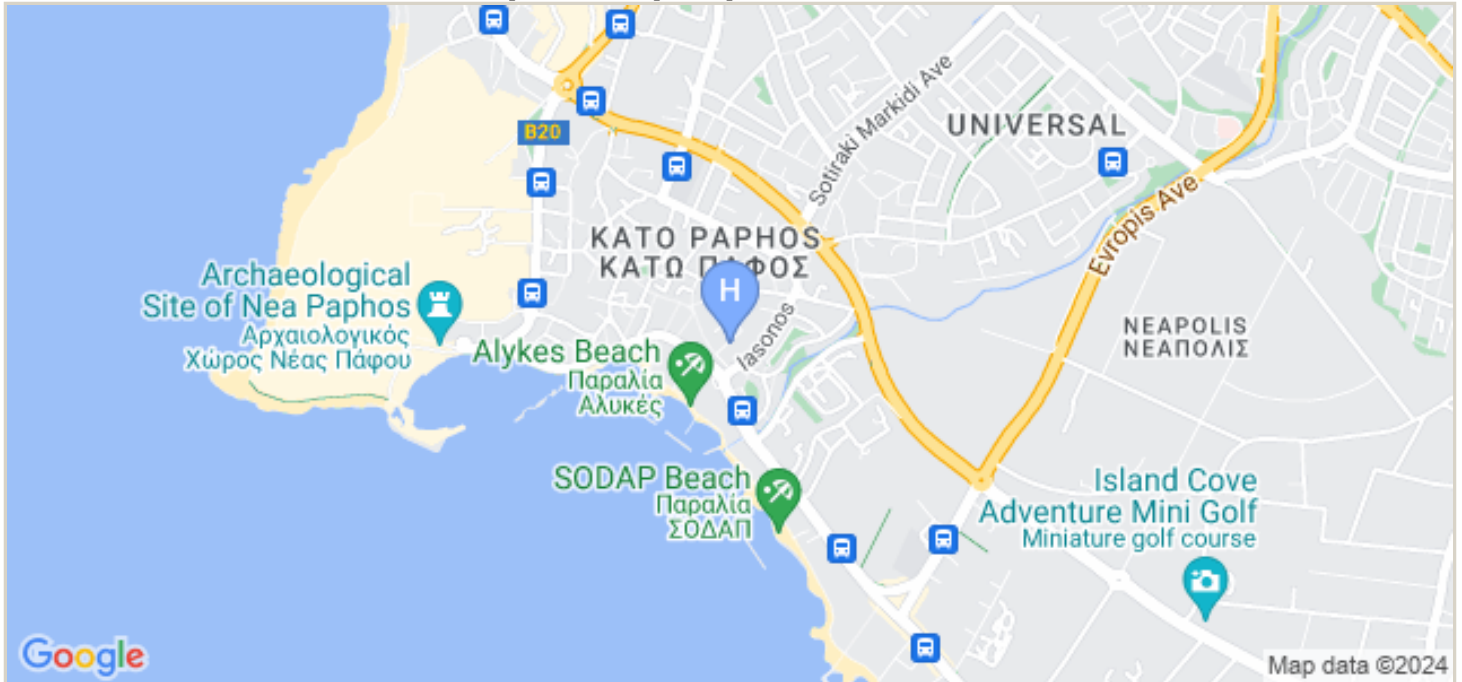 B20
Sotiraki Markidi Ave
UNIVERSAL
Evropis Ave
KATO PAPHOS
ΚΑΤΩ ΠΑΦΟΣ
H
Archaeological
Site of Nea Paphos
Αρχαιολογικός
Χώρος Νέας Πάφου
Iasonos
NEAPOLIS
ΝΕΑΠΟΛΙΣ
Alykes Beach
Παραλία
Αλυκές
SODAP Beach
Παραλία
ΣΟΔΑΠ
Island Cove
Adventure Mini Golf
Miniature golf course
Google
Map data ©2024